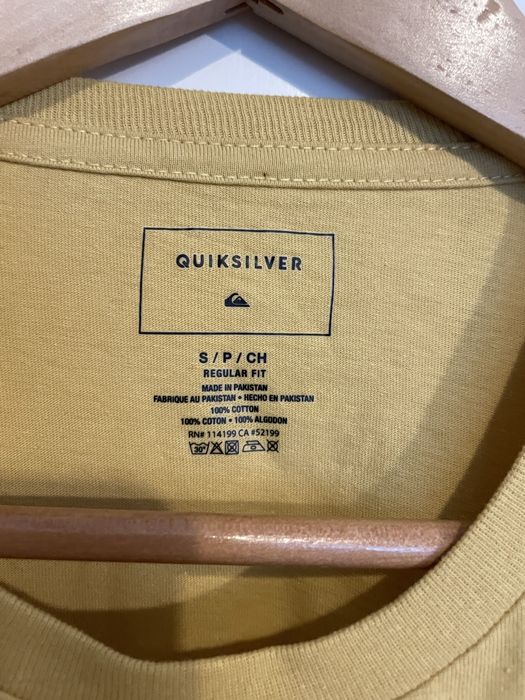 QUIKSILVER
S / P / CH
REGULAR FIT
MADE IN PAKISTAN
FABRIQUE AU PAKISTAN • HECHO EN PAKISTAN
100% COTTON
100% COTON • 100% ALGODON
RN# 114199 CA #52199
30°